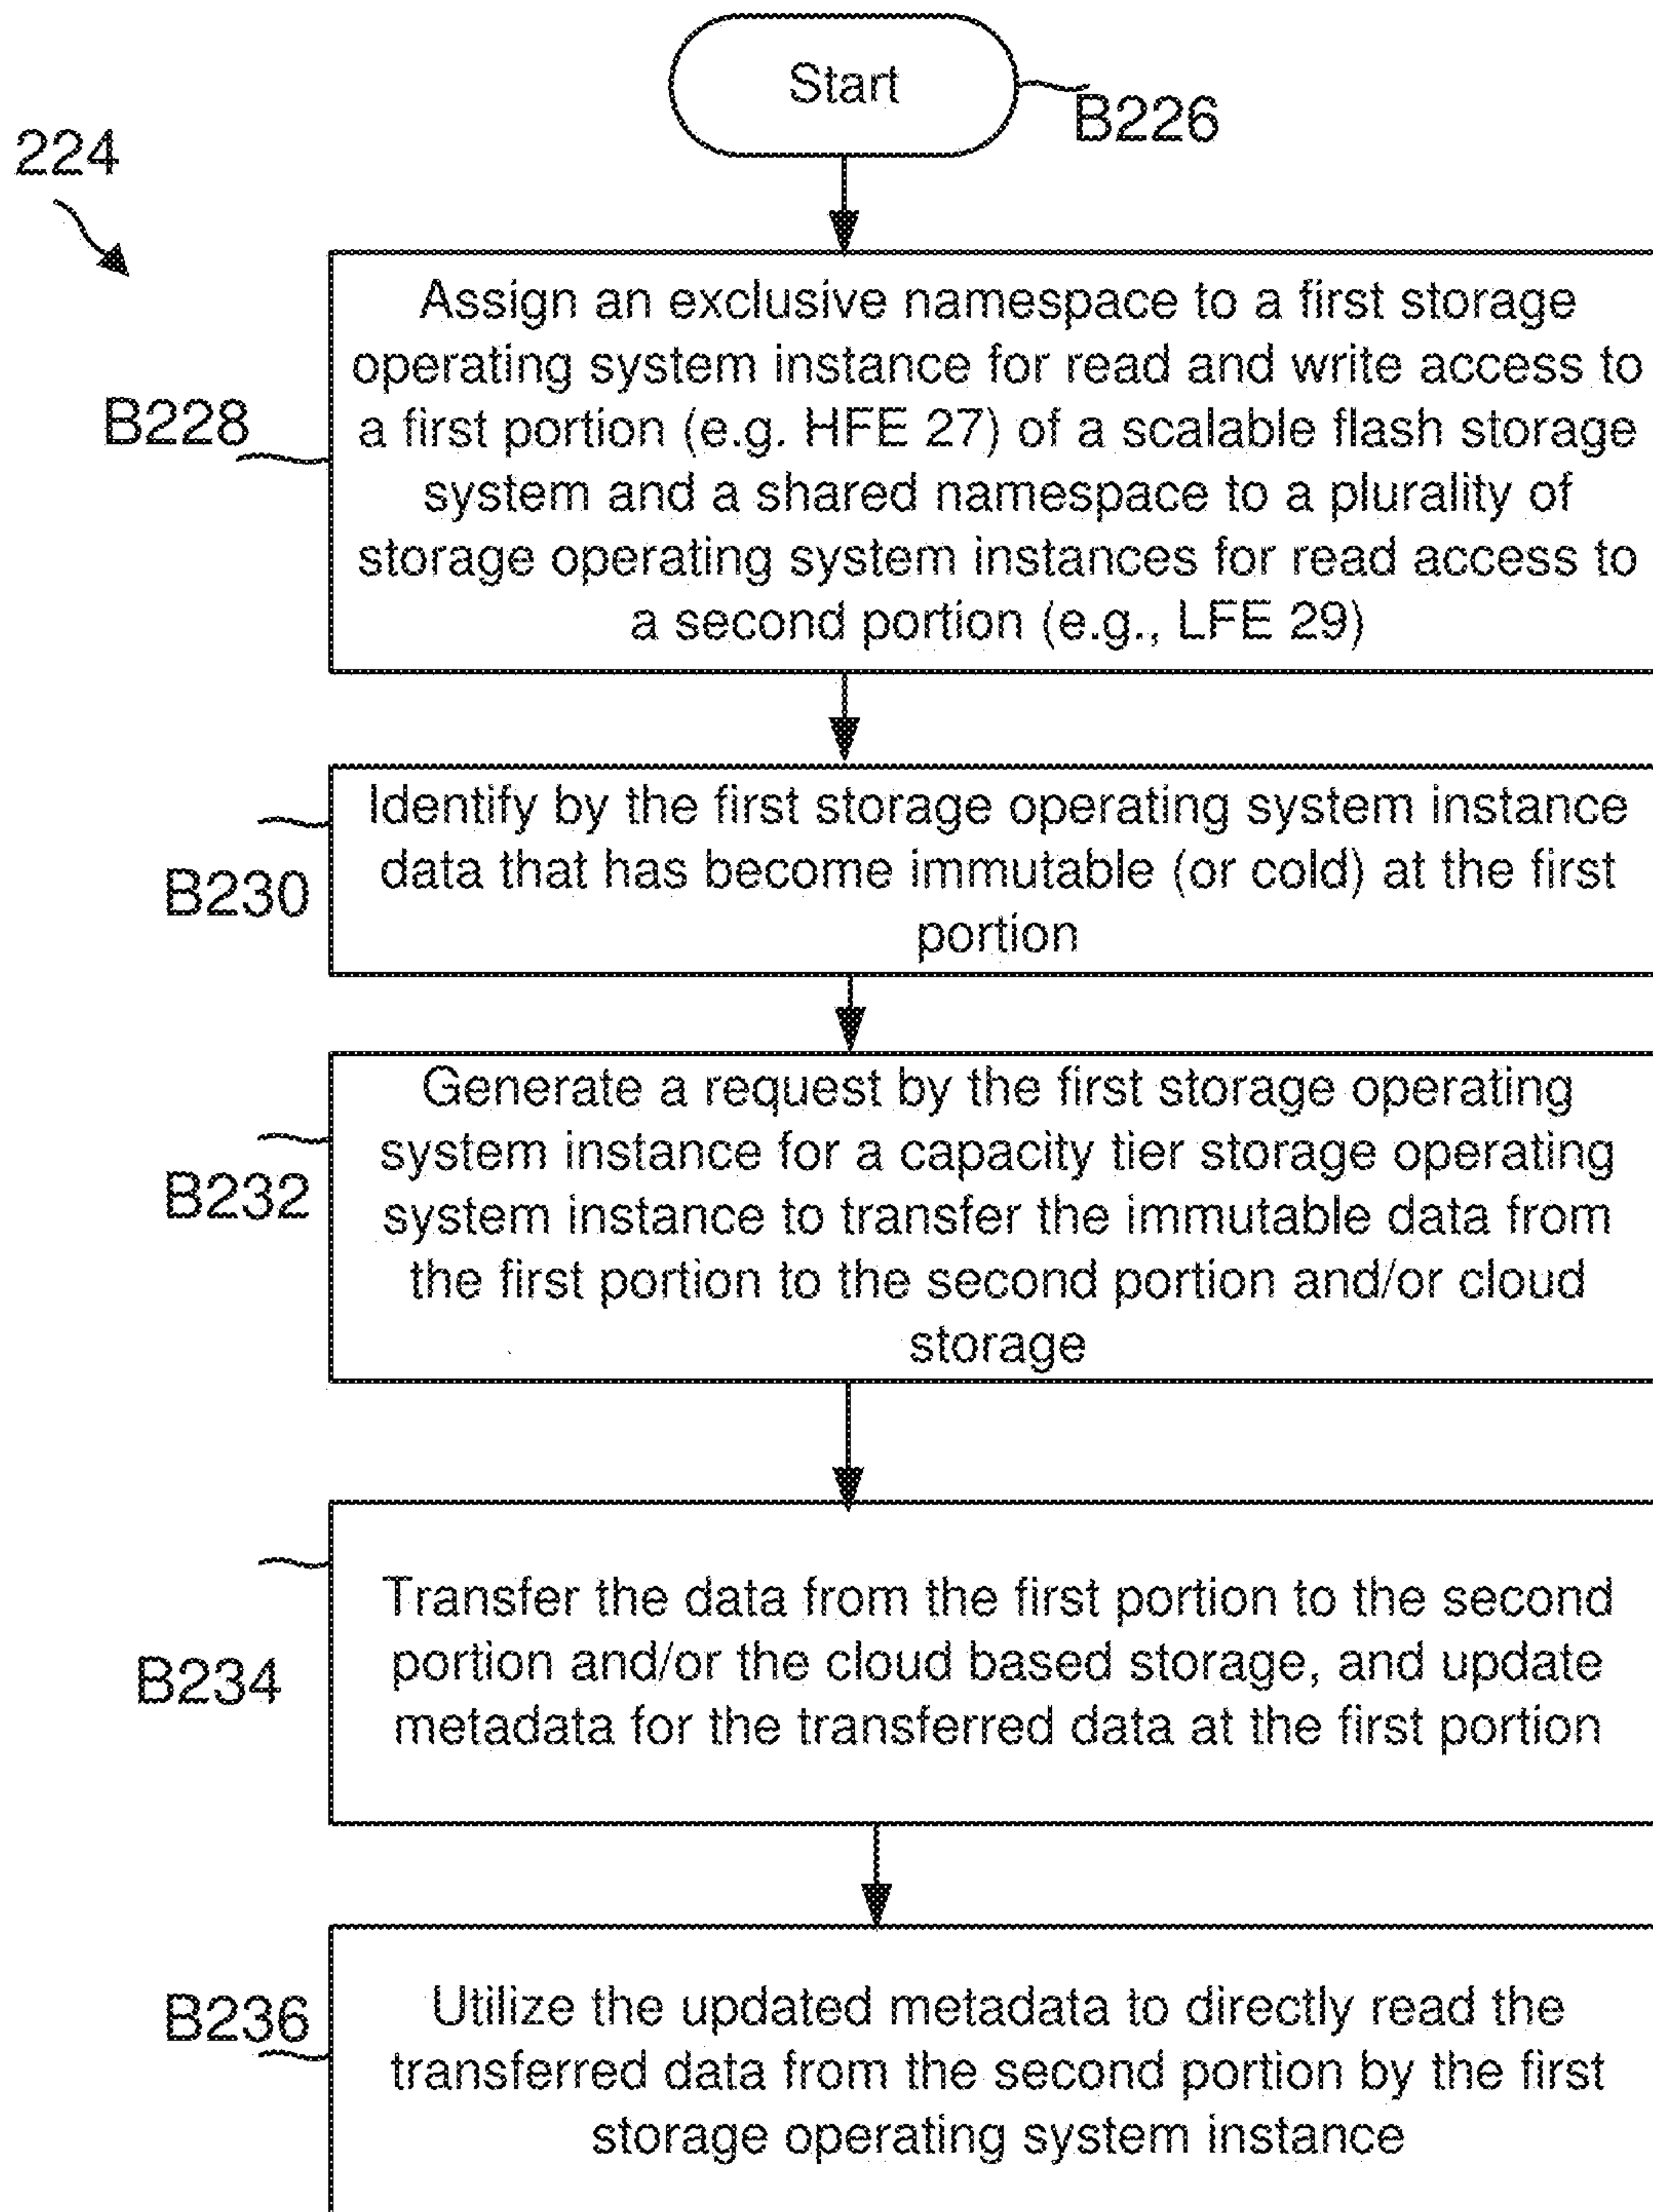 Start
B226
224
B228
Assign an exclusive namespace to a first storage
operating system instance for read and write access to
a first portion (e.g. HFE 27) of a scalable flash storage
system and a shared namespace to a plurality of
storage operating system instances for read access to
a second portion (e.g., LFE 29)
B230
Identify by the first storage operating system instance
data that has become immutable (or cold) at the first
portion
B232
Generate a request by the first storage operating
system instance for a capacity tier storage operating
system instance to transfer the immutable data from
the first portion to the second portion and/or cloud
storage
B234
Transfer the data from the first portion to the second
portion and/or the cloud based storage, and update
metadata for the transferred data at the first portion
B236
Utilize the updated metadata to directly read the
transferred data from the second portion by the first
storage operating system instance